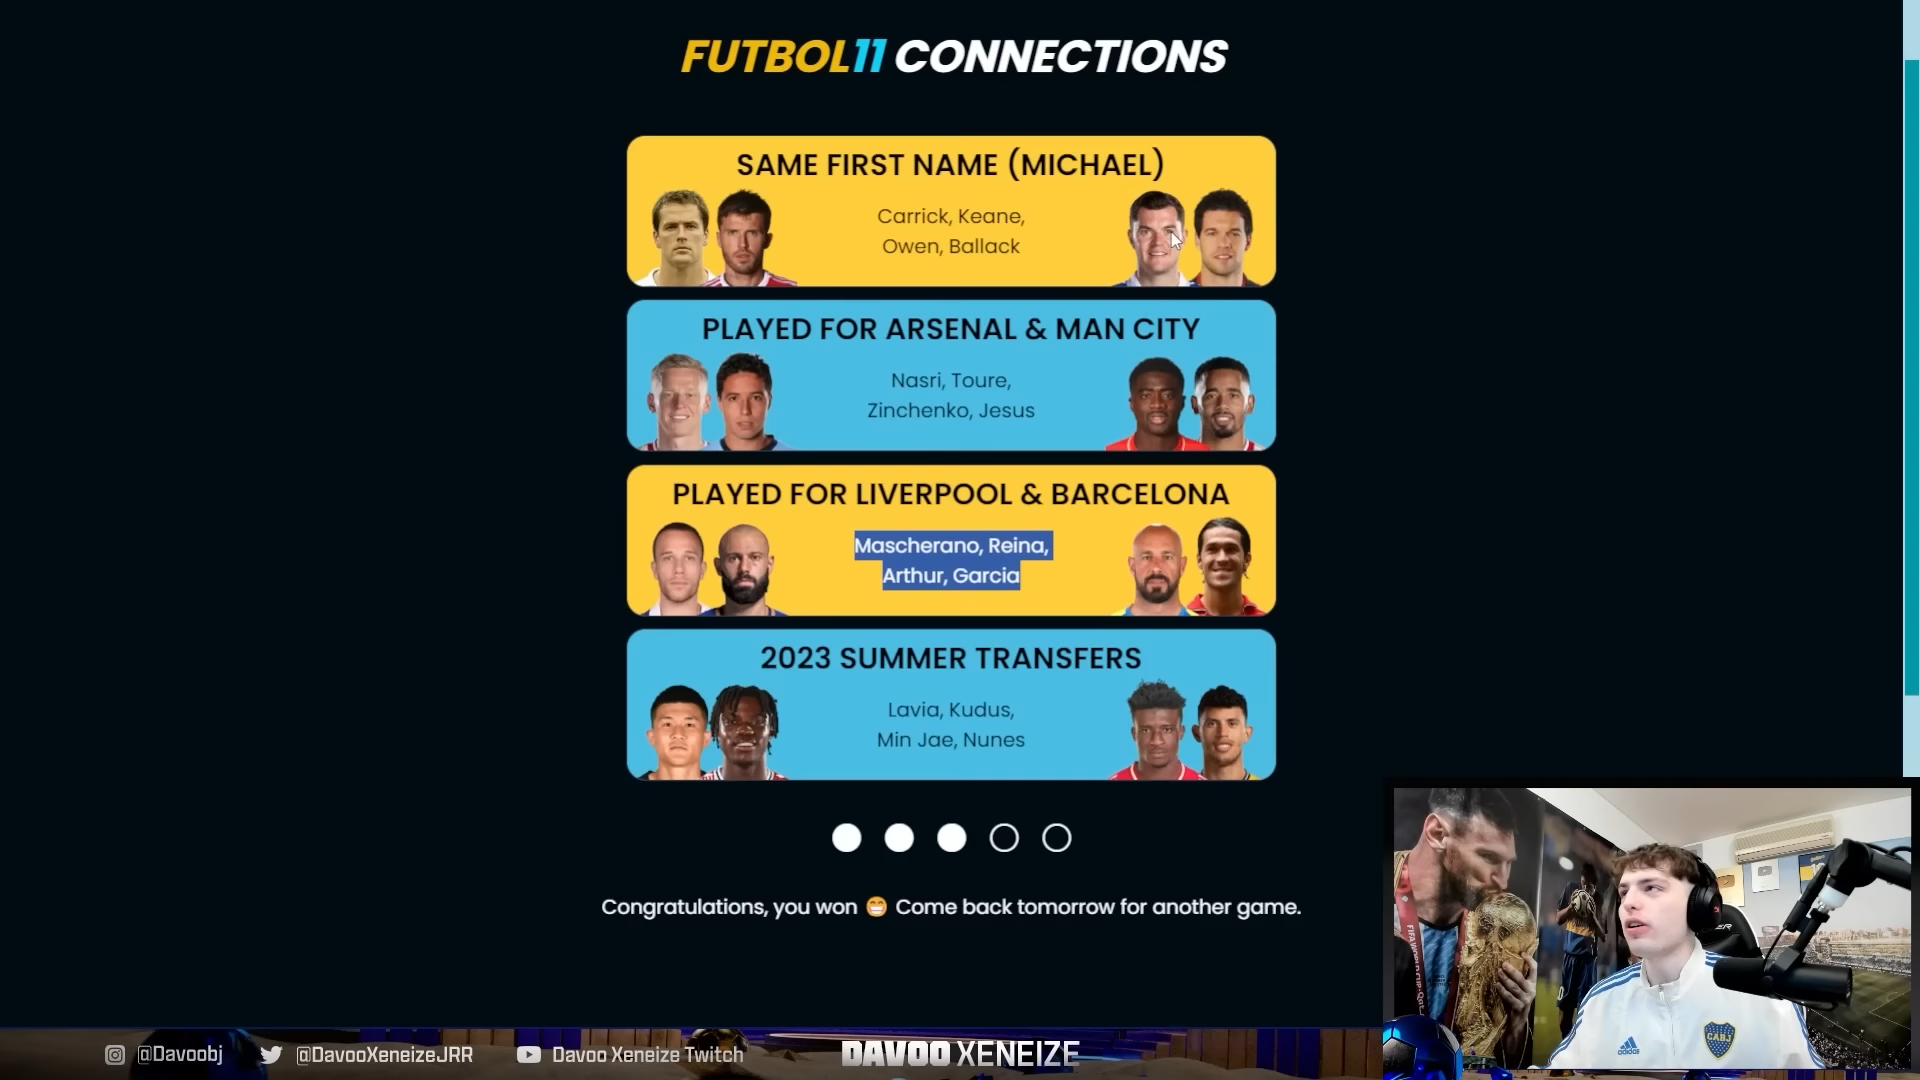 FUTBOL11 CONNECTIONS
SAME FIRST NAME (MICHAEL)
Carrick, Keane,
Owen, Ballack
PLAYED FOR ARSENAL & MAN CITY
Nasri, Toure,
Zinchenko, Jesus
PLAYED FOR LIVERPOOL & BARCELONA
Mascherano, Reina,
Arthur, Garcia
2023 SUMMER TRANSFERS
Lavia, Kudus,
Min Jae, Nunes
Congratulations, you won 😁 Come back tomorrow for another game.
adidas
CABJ
@Davoobj
@DavooXeneizeJRR
Davoo Xeneize Twitch
DAVOO XENEIZE